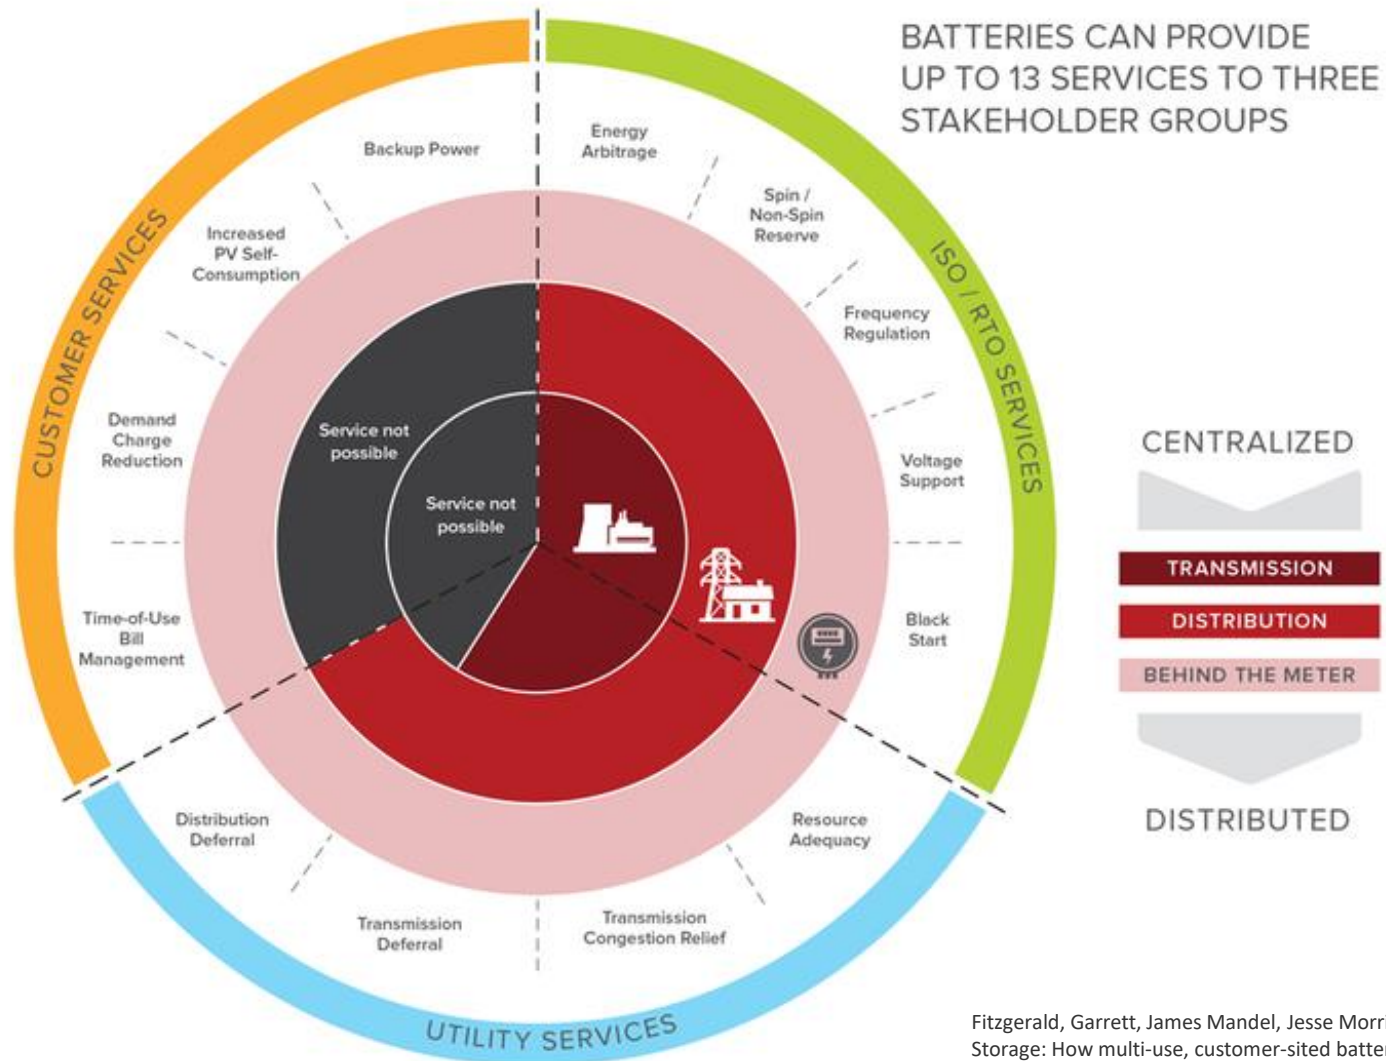 BATTERIES CAN PROVIDE
UP TO 13 SERVICES TO THREE
STAKEHOLDER GROUPS
CUSTOMER SERVICES
ISO / RTO SERVICES
UTILITY SERVICES
Backup Power
Energy
Arbitrage
Spin /
Non-Spin
Reserve
Increased
PV Self-
Consumption
Frequency
Regulation
Demand
Charge
Reduction
Voltage
Support
Service not
possible
Service not
possible
Time-of-Use
Bill
Management
Black
Start
Distribution
Deferral
Resource
Adequacy
Transmission
Deferral
Transmission
Congestion Relief
CENTRALIZED
TRANSMISSION
DISTRIBUTION
BEHIND THE METER
DISTRIBUTED
Fitzgerald, Garrett, James Mandel, Jesse Morri
Storage: How multi-use, customer-sited batter